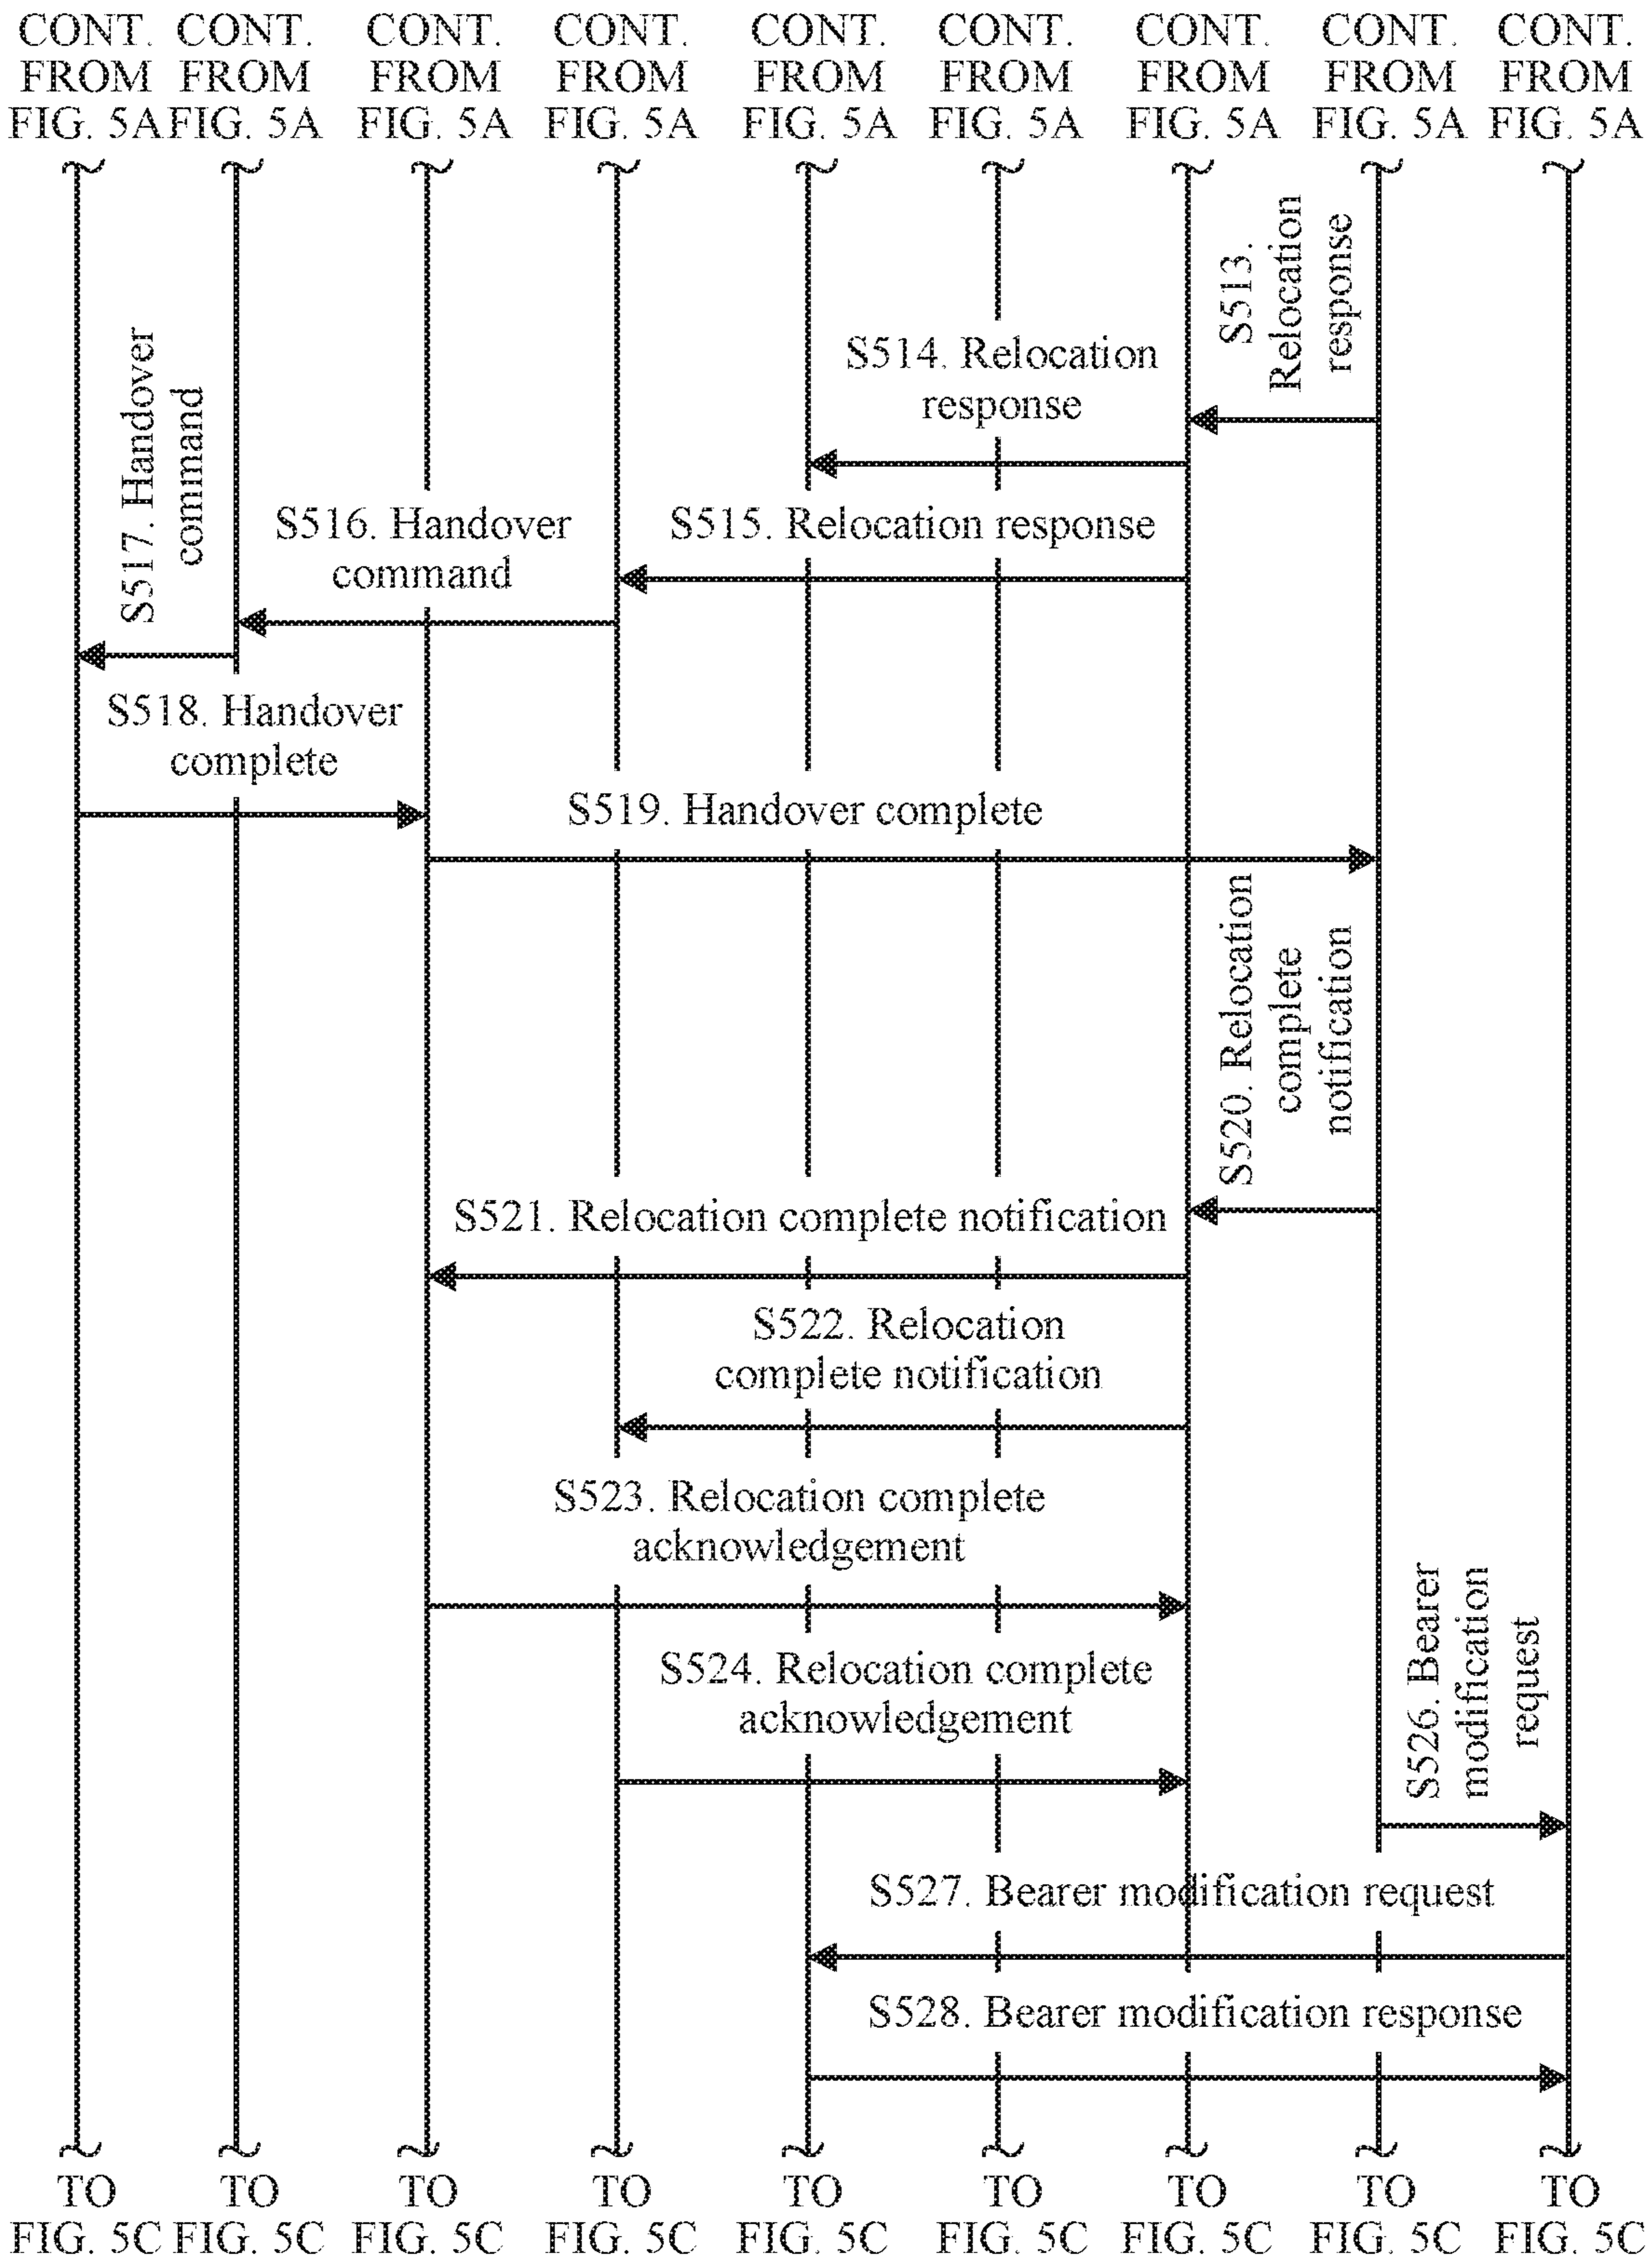 CONT. CONT. CONT. CONT. CONT. CONT. CONT. CONT. CONT.
FROM FROM FROM FROM FROM FROM FROM FROM FROM
FIG. 5A FIG. 5A FIG. 5A FIG. 5A FIG. 5A FIG. 5A FIG. 5A FIG. 5A FIG. 5A
S513.
Relocation
response
S514. Relocation
response
S515. Relocation response
S516. Handover
command
S517. Handover
command
S518. Handover
complete
S519. Handover complete
S520. Relocation
complete
notification
S521. Relocation complete notification
S522. Relocation
complete notification
S523. Relocation complete
acknowledgement
S524. Relocation complete
acknowledgement
S526. Bearer
modification
request
S527. Bearer modification request
S528. Bearer modification response
TO TO TO TO TO TO TO TO TO
FIG. 5C FIG. 5C FIG. 5C FIG. 5C FIG. 5C FIG. 5C FIG. 5C FIG. 5C FIG. 5C